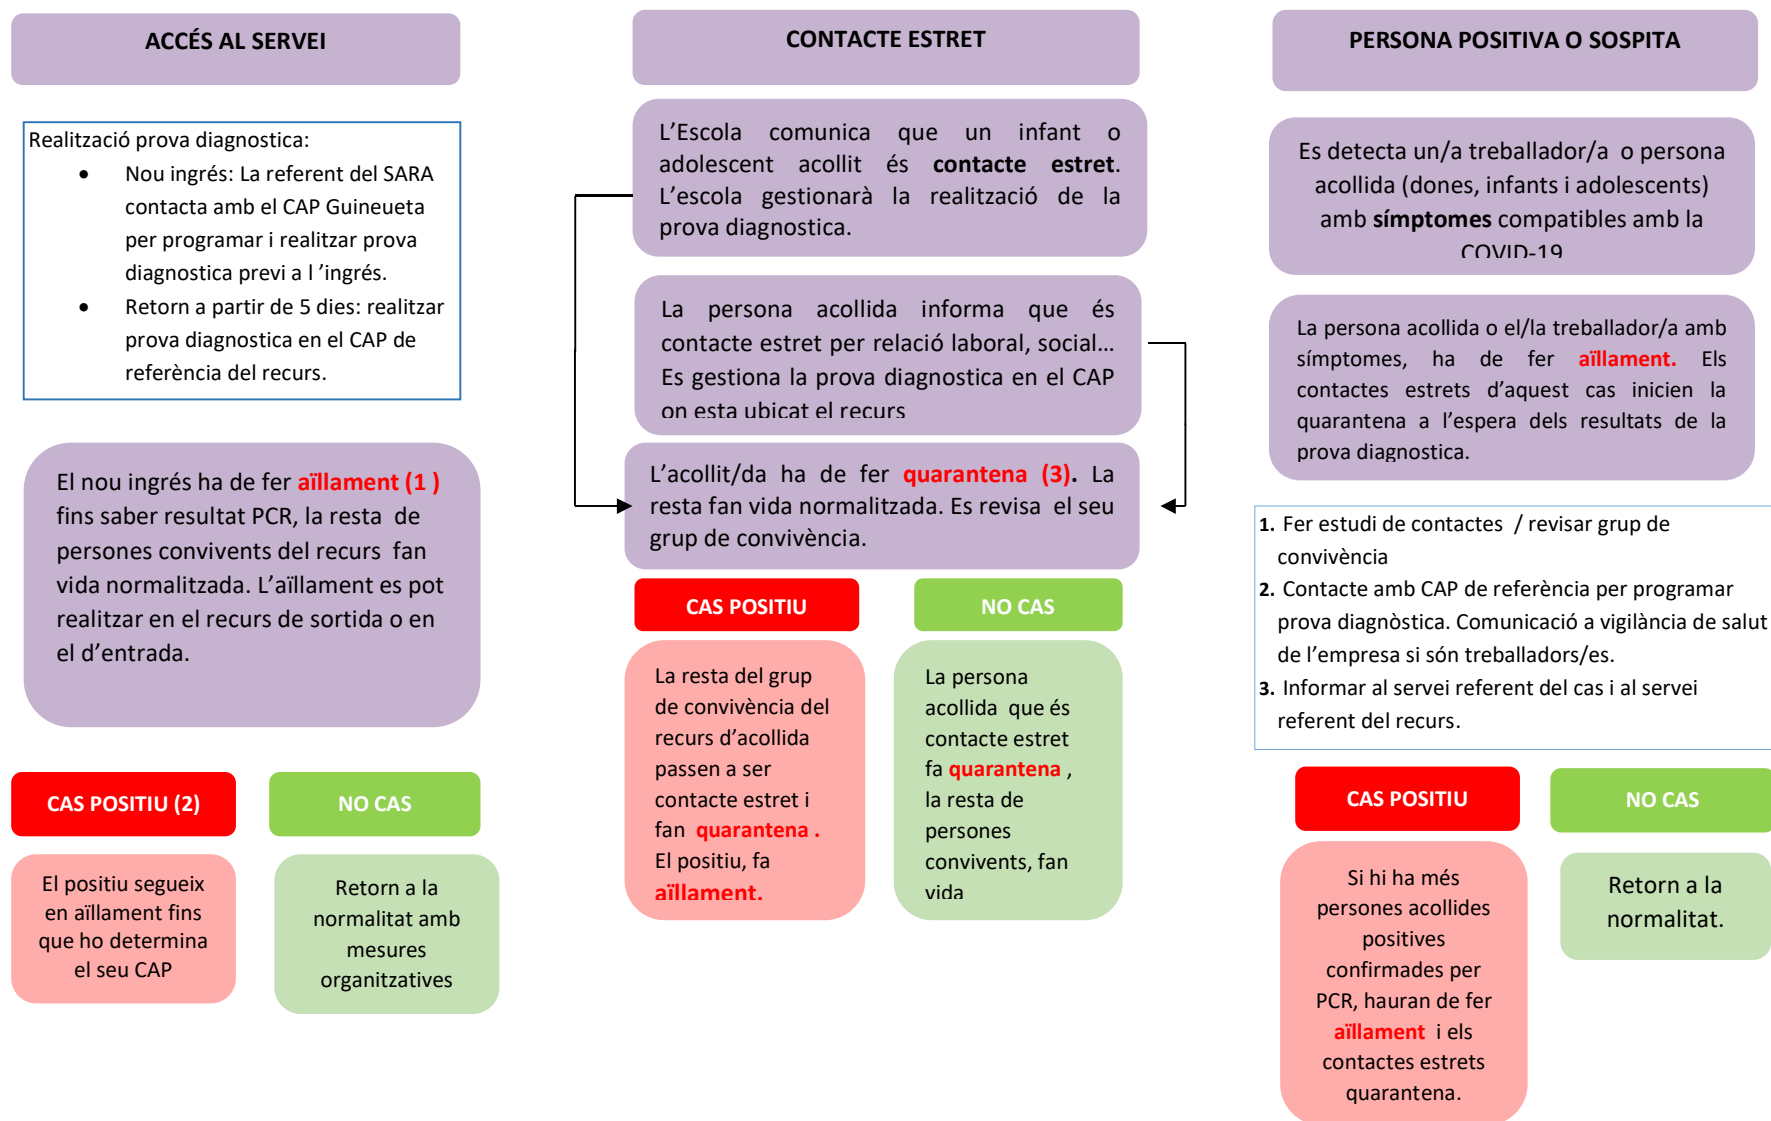 ACCÉS AL SERVEI
Realització prova diagnostica:
• Nou ingrés: La referent del SARA
contacta amb el CAP Guineueta
per programar i realitzar prova
diagnostica previ a l ’ingrés.
• Retorn a partir de 5 dies: realitzar
prova diagnostica en el CAP de
referència del recurs.
El nou ingrés ha de fer aïllament (1 )
fins saber resultat PCR, la resta de
persones convivents del recurs fan
vida normalitzada. L’aïllament es pot
realitzar en el recurs de sortida o en
el d’entrada.
CAS POSITIU (2)
El positiu segueix
en aïllament fins
que ho determina
el seu CAP
NO CAS
Retorn a la
normalitat amb
mesures
organitzatives
CONTACTE ESTRET
L’Escola comunica que un infant o
adolescent acollit és contacte estret.
L’escola gestionarà la realització de la
prova diagnostica.
La persona acollida informa que és
contacte estret per relació laboral, social...
Es gestiona la prova diagnostica en el CAP
on esta ubicat el recurs
L’acollit/da ha de fer quarantena (3). La
resta fan vida normalitzada. Es revisa el seu
grup de convivència.
CAS POSITIU
La resta del grup
de convivència del
recurs d’acollida
passen a ser
contacte estret i
fan quarantena .
El positiu, fa
aïllament.
NO CAS
La persona
acollida que és
contacte estret
fa quarantena ,
la resta de
persones
convivents, fan
vida
PERSONA POSITIVA O SOSPITA
Es detecta un/a treballador/a o persona
acollida (dones, infants i adolescents)
amb símptomes compatibles amb la
COVID-19
La persona acollida o el/la treballador/a amb
símptomes, ha de fer aïllament. Els
contactes estrets d’aquest cas inicien la
quarantena a l’espera dels resultats de la
prova diagnostica.
1. Fer estudi de contactes / revisar grup de
convivència
2. Contacte amb CAP de referència per programar
prova diagnòstica. Comunicació a vigilància de salut
de l’empresa si són treballadors/es.
3. Informar al servei referent del cas i al servei
referent del recurs.
CAS POSITIU
Si hi ha més
persones acollides
positives
confirmades per
PCR, hauran de fer
aïllament i els
contactes estrets
quarantena.
NO CAS
Retorn a la
normalitat.